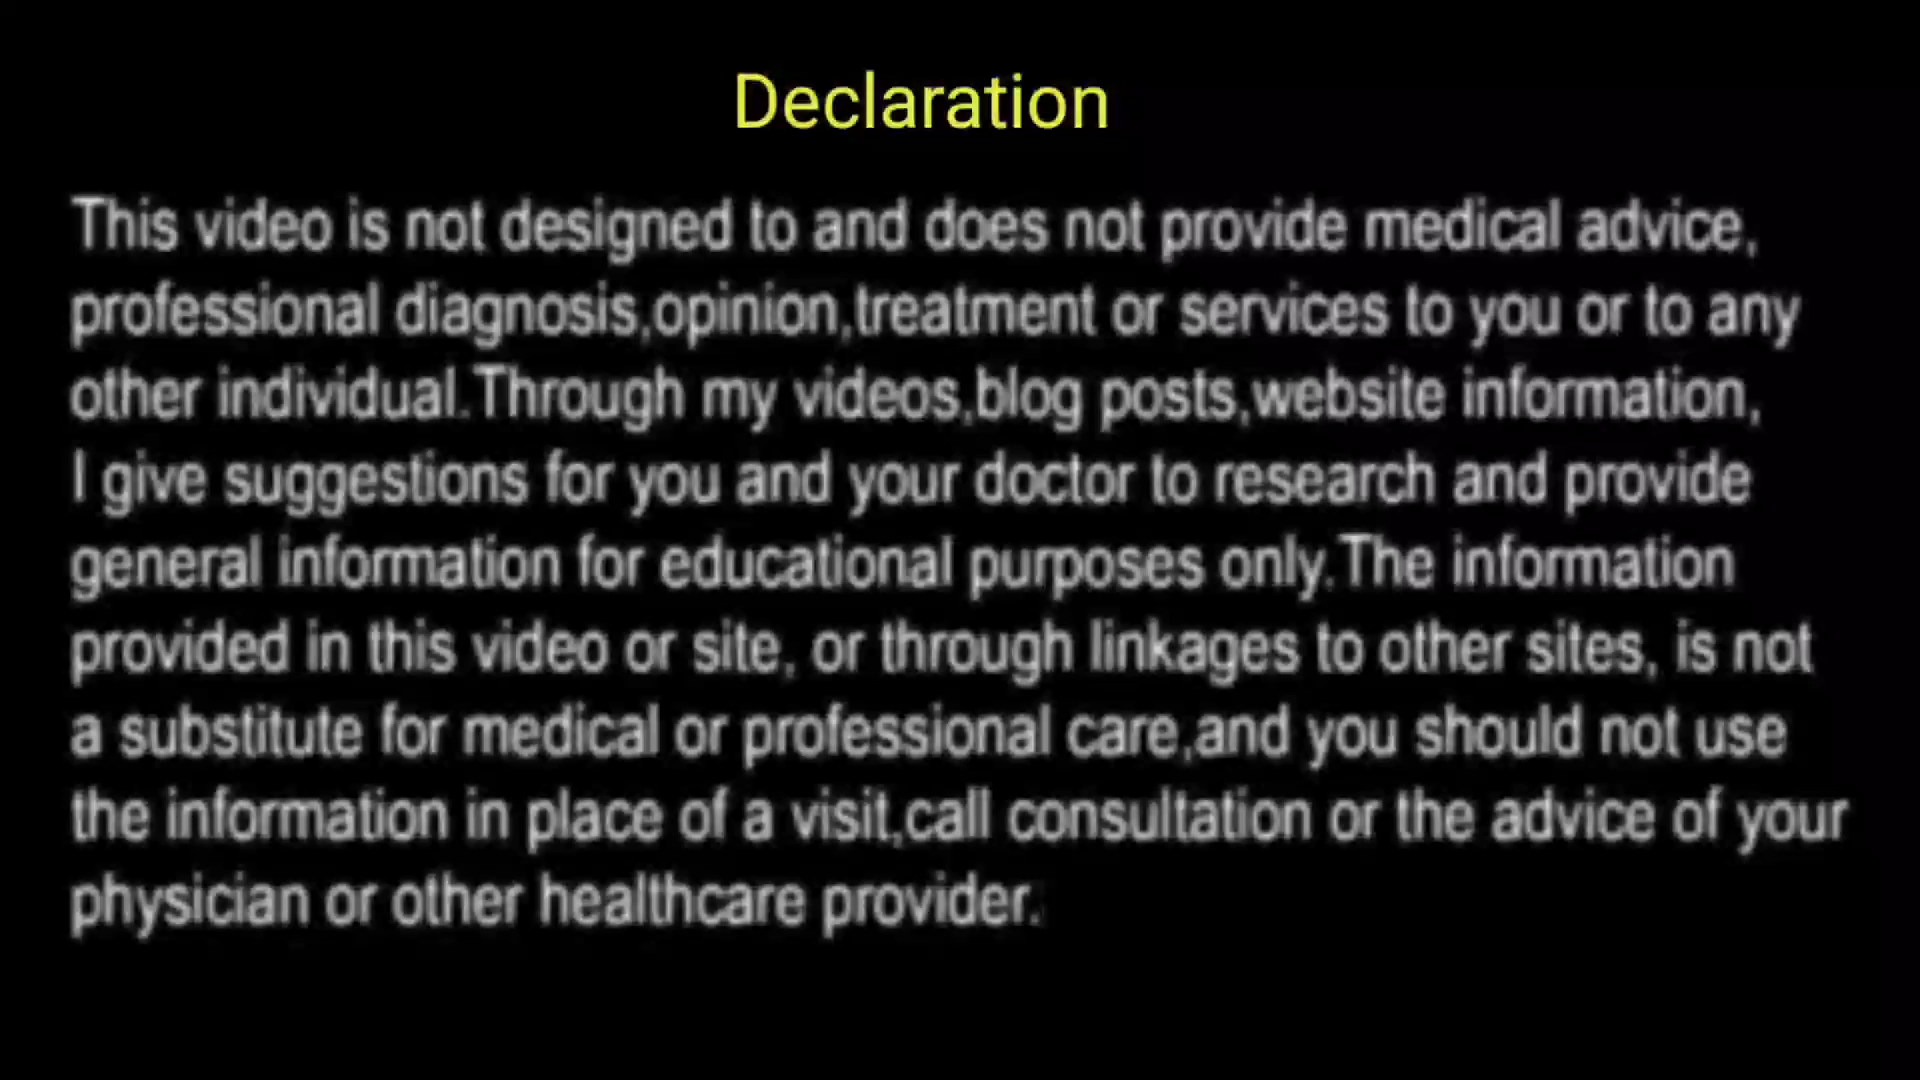 Declaration
This video is not designed to and does not provide medical advice,
professional diagnosis,opinion,treatment or services to you or to any
other individual.Through my videos,blog posts,website information,
I give suggestions for you and your doctor to research and provide
general information for educational purposes only.The information
provided in this video or site, or through linkages to other sites, is not
a substitute for medical or professional care,and you should not use
the information in place of a visit,call consultation or the advice of your
physician or other healthcare provider.